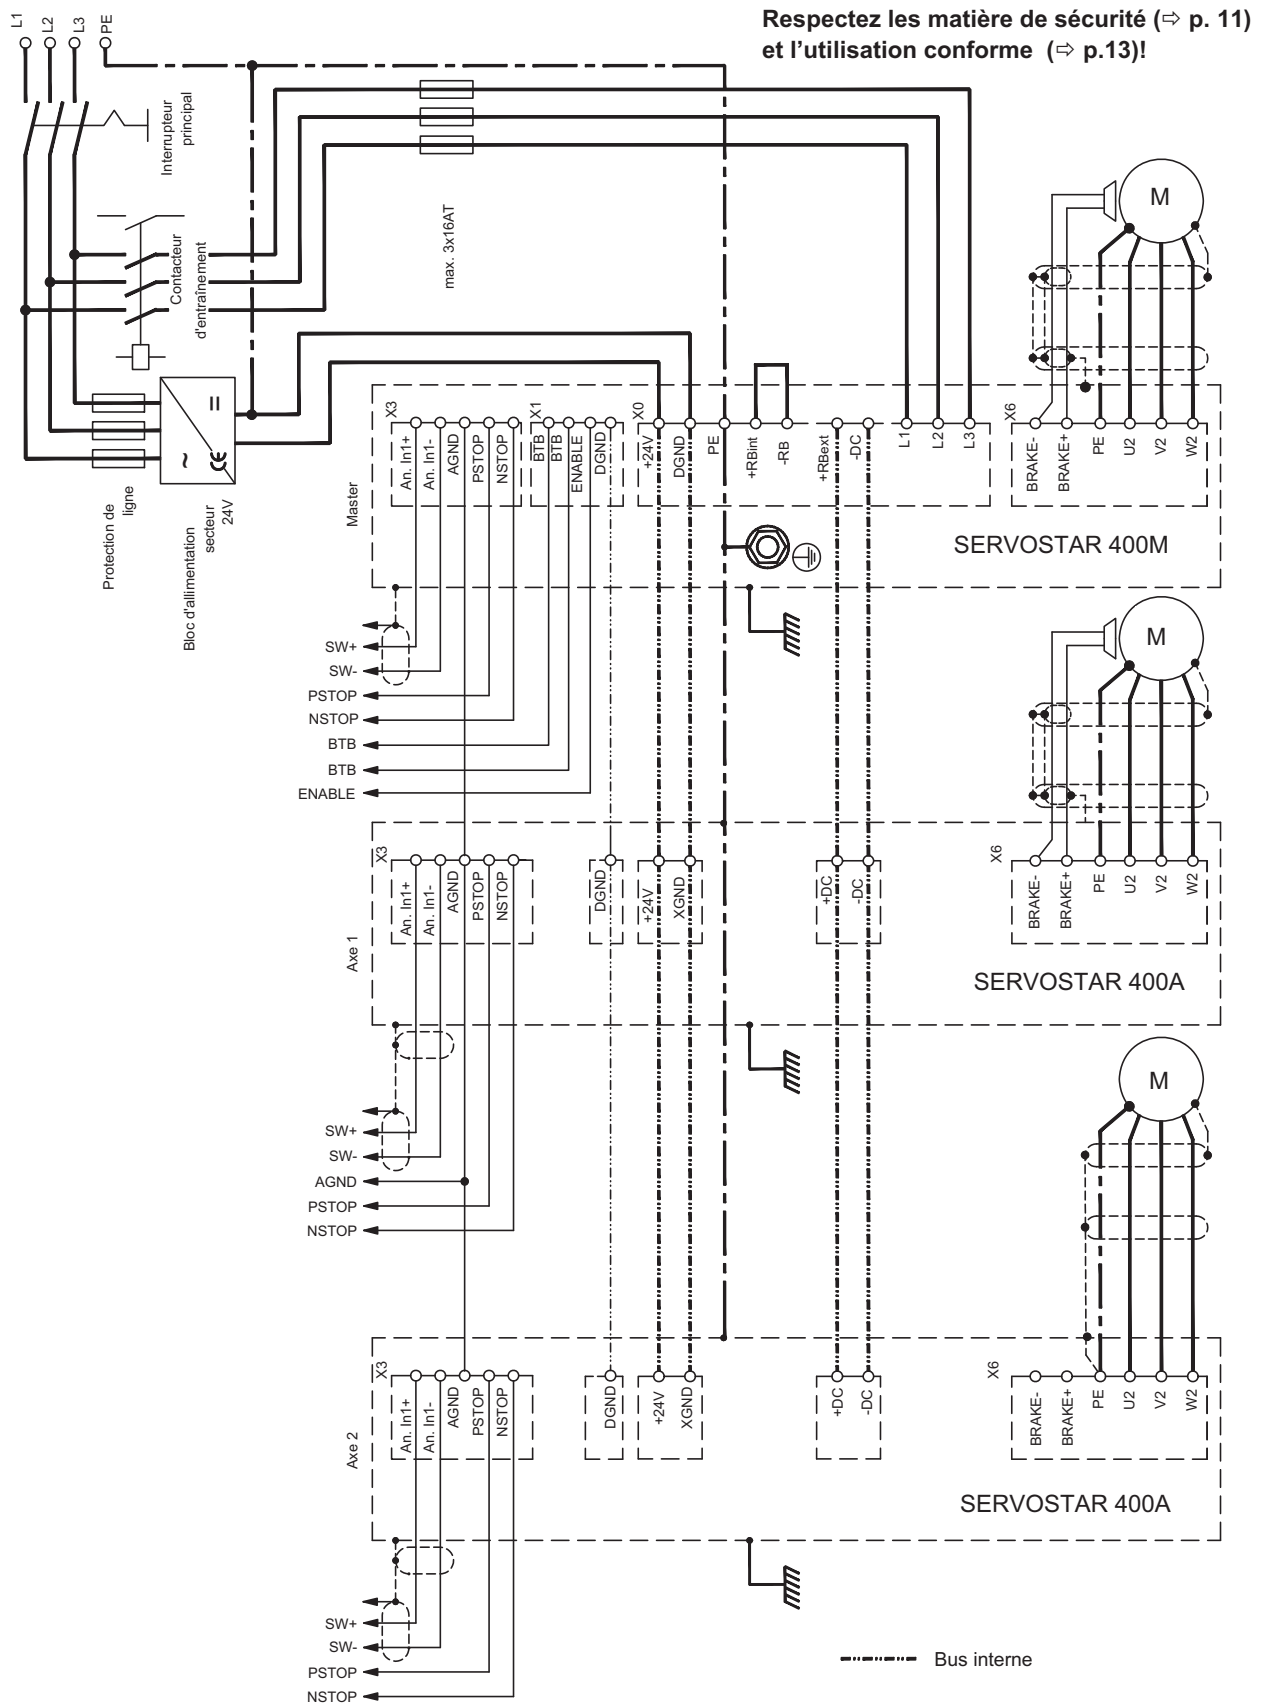 Respectez les matière de sécurité (⇨ p. 11)
et l'utilisation conforme (⇨ p.13)!
L1
L2
L3
PE
Interrupteur
principal
Contacteur
d'entraînement
max. 3x16AT
Protection de
ligne
Bloc d'allimentation
secteur
24V
=
~
CE
M
Master
X3
An. In1+
An. In1-
AGND
PSTOP
NSTOP
X1
BTB
BTB
ENABLE
DGND
X0
+24V
DGND
PE
+RBint
-RB
+RBext
-DC
L1
L2
L3
X6
BRAKE-
BRAKE+
PE
U2
V2
W2
SERVOSTAR 400M
SW+
SW-
PSTOP
NSTOP
BTB
BTB
ENABLE
M
Axe 1
X3
An. In1+
An. In1-
AGND
PSTOP
NSTOP
DGND
+24V
XGND
+DC
-DC
X6
BRAKE-
BRAKE+
PE
U2
V2
W2
SERVOSTAR 400A
SW+
SW-
AGND
PSTOP
NSTOP
M
Axe 2
X3
An. In1+
An. In1-
AGND
PSTOP
NSTOP
DGND
+24V
XGND
+DC
-DC
X6
BRAKE-
BRAKE+
PE
U2
V2
W2
SERVOSTAR 400A
SW+
SW-
PSTOP
NSTOP
Bus interne